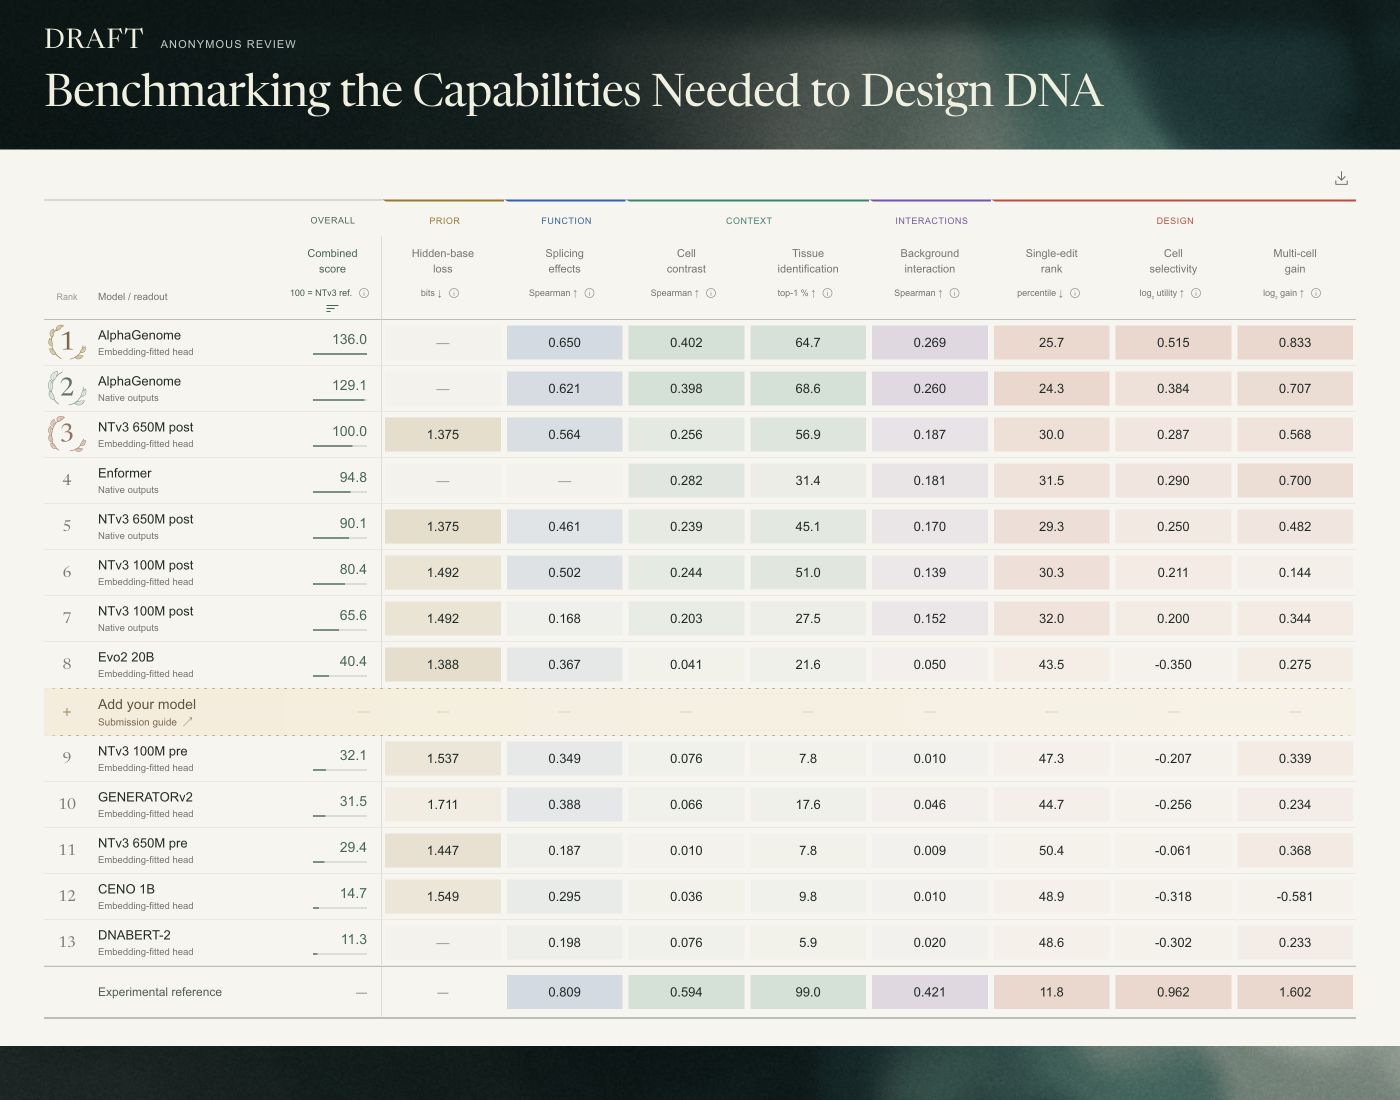 DRAFT ANONYMOUS REVIEW
Benchmarking the Capabilities Needed to Design DNA
OVERALL PRIOR FUNCTION CONTEXT INTERACTIONS DESIGN
Combined Hidden-base Splicing Cell Tissue Background Single-edit Cell Multi-cell
score loss effects contrast identification interaction rank selectivity gain
Rank Model / readout 100 = NTv3 ref. bits ↓ Spearman ↑ Spearman ↑ top-1 % ↑ Spearman ↑ percentile ↓ log₂ utility ↑ log₂ gain ↑
1 AlphaGenome 136.0 — 0.650 0.402 64.7 0.269 25.7 0.515 0.833
Embedding-fitted head
2 AlphaGenome 129.1 — 0.621 0.398 68.6 0.260 24.3 0.384 0.707
Native outputs
3 NTv3 650M post 100.0 1.375 0.564 0.256 56.9 0.187 30.0 0.287 0.568
Embedding-fitted head
4 Enformer 94.8 — — 0.282 31.4 0.181 31.5 0.290 0.700
Native outputs
5 NTv3 650M post 90.1 1.375 0.461 0.239 45.1 0.170 29.3 0.250 0.482
Native outputs
6 NTv3 100M post 80.4 1.492 0.502 0.244 51.0 0.139 30.3 0.211 0.144
Embedding-fitted head
7 NTv3 100M post 65.6 1.492 0.168 0.203 27.5 0.152 32.0 0.200 0.344
Native outputs
8 Evo2 20B 40.4 1.388 0.367 0.041 21.6 0.050 43.5 -0.350 0.275
Embedding-fitted head
+ Add your model — — — — — — — — —
Submission guide ↗
9 NTv3 100M pre 32.1 1.537 0.349 0.076 7.8 0.010 47.3 -0.207 0.339
Embedding-fitted head
10 GENERATORv2 31.5 1.711 0.388 0.066 17.6 0.046 44.7 -0.256 0.234
Embedding-fitted head
11 NTv3 650M pre 29.4 1.447 0.187 0.010 7.8 0.009 50.4 -0.061 0.368
Embedding-fitted head
12 CENO 1B 14.7 1.549 0.295 0.036 9.8 0.010 48.9 -0.318 -0.581
Embedding-fitted head
13 DNABERT-2 11.3 — 0.198 0.076 5.9 0.020 48.6 -0.302 0.233
Embedding-fitted head
Experimental reference — — 0.809 0.594 99.0 0.421 11.8 0.962 1.602